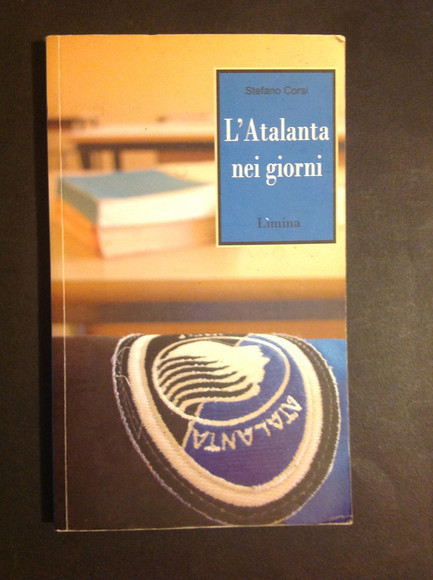 Stefano Corsi
L'Atalanta
nei giorni
Limina
ATALANTA